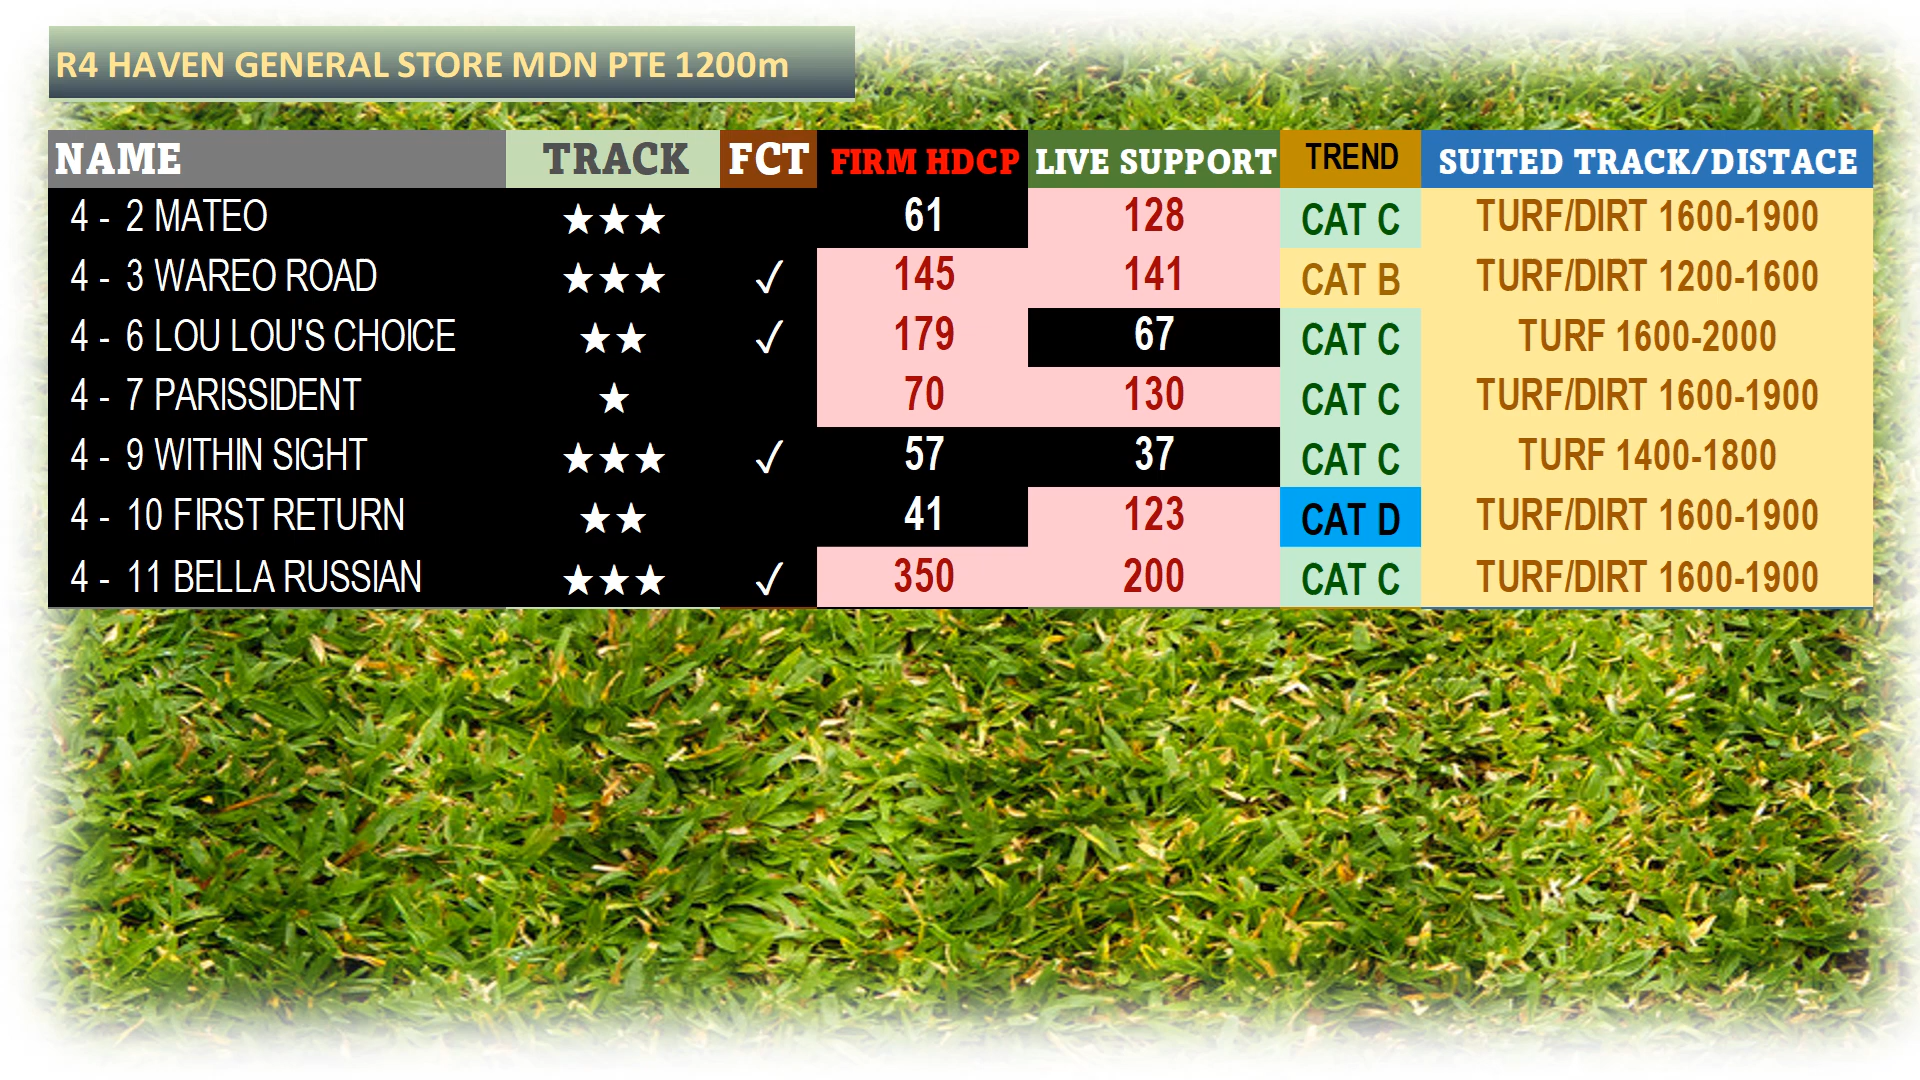 R4 HAVEN GENERAL STORE MDN PTE 1200m
NAME TRACK FCT FIRM HDCP LIVE SUPPORT TREND SUITED TRACK/DISTACE
4 - 2 MATEO ★★★ 61 128 CAT C TURF/DIRT 1600-1900
4 - 3 WAREO ROAD ★★★ ✓ 145 141 CAT B TURF/DIRT 1200-1600
4 - 6 LOU LOU'S CHOICE ★★ ✓ 179 67 CAT C TURF 1600-2000
4 - 7 PARISSIDENT ★ 70 130 CAT C TURF/DIRT 1600-1900
4 - 9 WITHIN SIGHT ★★★ ✓ 57 37 CAT C TURF 1400-1800
4 - 10 FIRST RETURN ★★ 41 123 CAT D TURF/DIRT 1600-1900
4 - 11 BELLA RUSSIAN ★★★ ✓ 350 200 CAT C TURF/DIRT 1600-1900